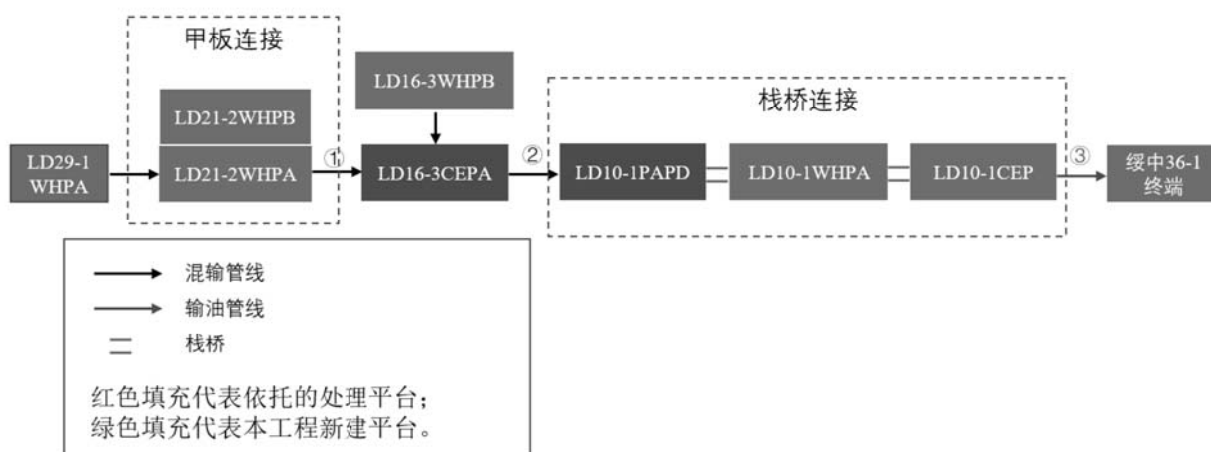 甲板连接
LD21-2WHPB
LD29-1
WHPA
LD21-2WHPA
①
LD16-3WHPB
LD16-3CEPA
②
栈桥连接
LD10-1PAPD
LD10-1WHPA
LD10-1CEP
③
绥中36-1
终端
混输管线
输油管线
栈桥
红色填充代表依托的处理平台；
绿色填充代表本工程新建平台。